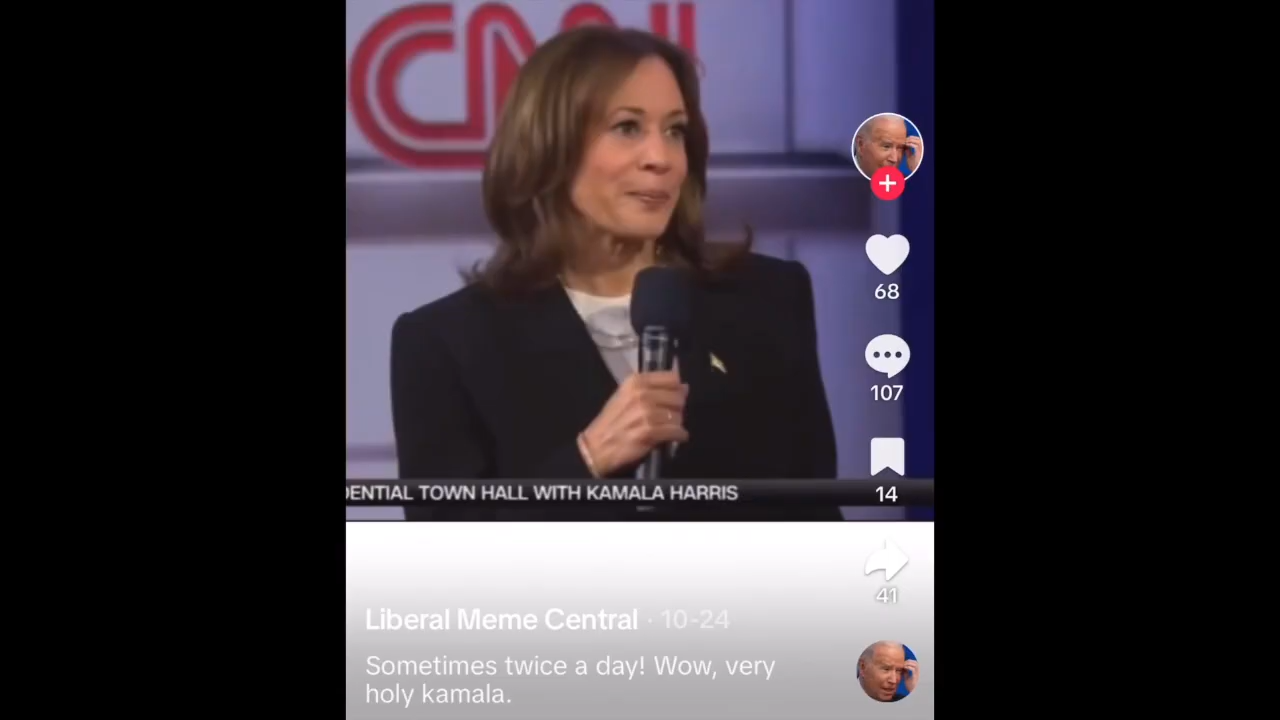 CNN
68
107
DENTIAL TOWN HALL WITH KAMALA HARRIS
14
41
Liberal Meme Central · 10-24
Sometimes twice a day! Wow, very
holy kamala.